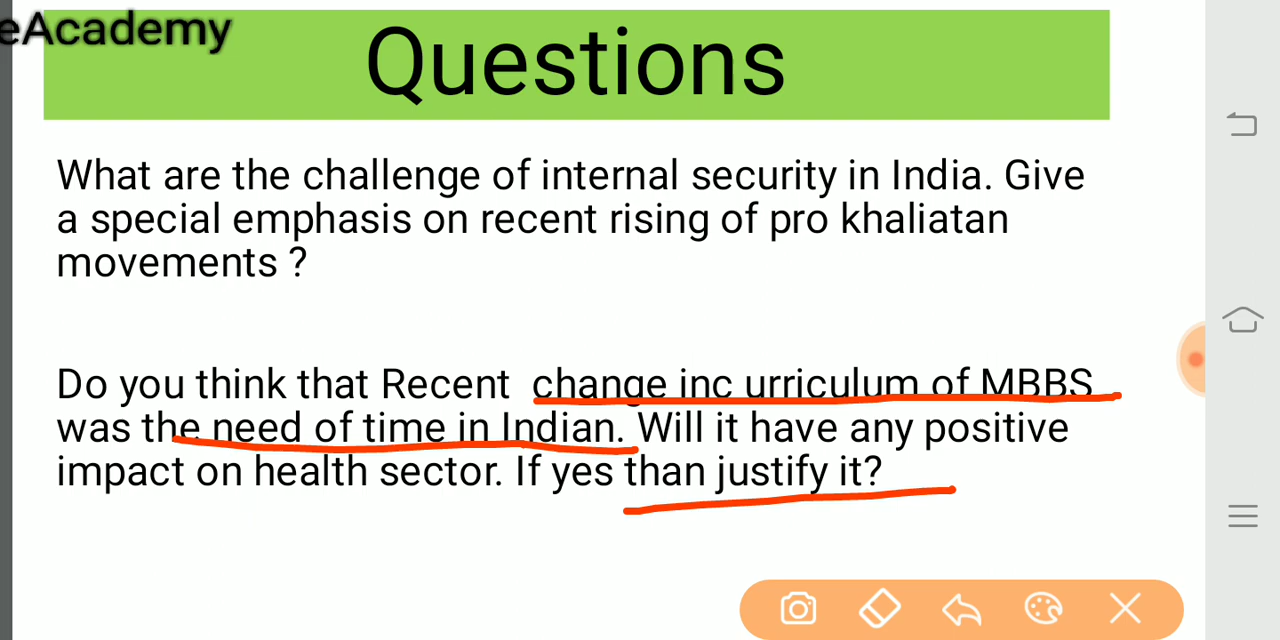 eAcademy
Questions
What are the challenge of internal security in India. Give
a special emphasis on recent rising of pro khaliatan
movements ?
Do you think that Recent change inc urriculum of MBBS
was the need of time in Indian. Will it have any positive
impact on health sector. If yes than justify it?